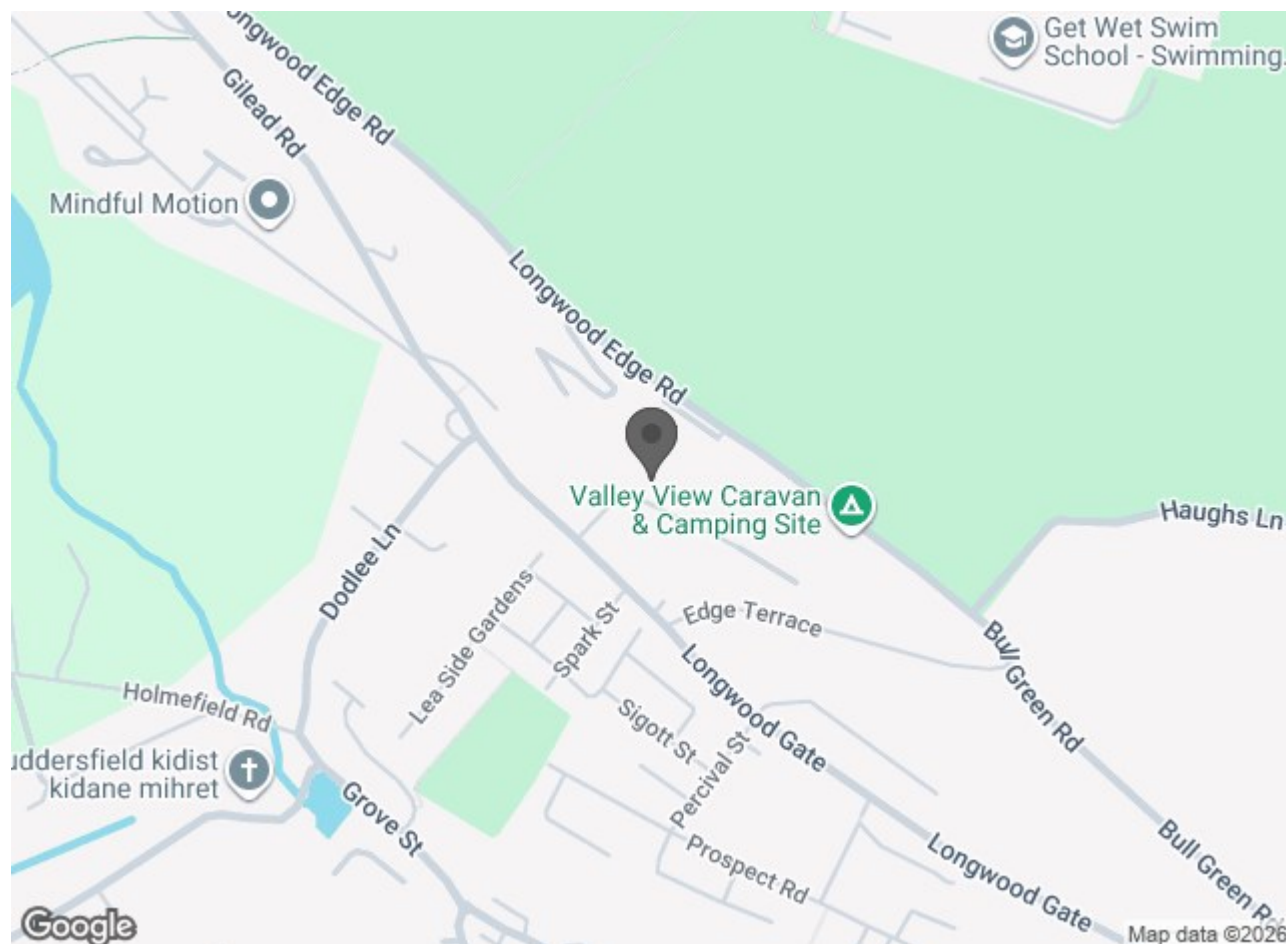 ongwood Edge Rd
Get Wet Swim
School - Swimming.
Gilead Rd
Mindful Motion
Longwood Edge Rd
Valley View Caravan
& Camping Site
Haughs Ln
Dodlee Ln
Lea Side Gardens
Spark St
Edge Terrace
Bull Green Rd
Longwood Gate
Holmefield Rd
Sigott St
Percival St
uddersfield kidist
kidane mihret
Grove St
Prospect Rd
Longwood Gate
Bull Green R
Google
Map data ©2026